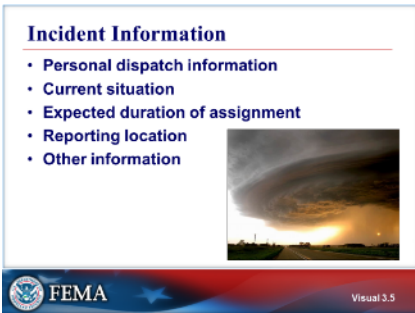 Incident Information
• Personal dispatch information
• Current situation
• Expected duration of assignment
• Reporting location
• Other information
FEMA
Visual 3.5